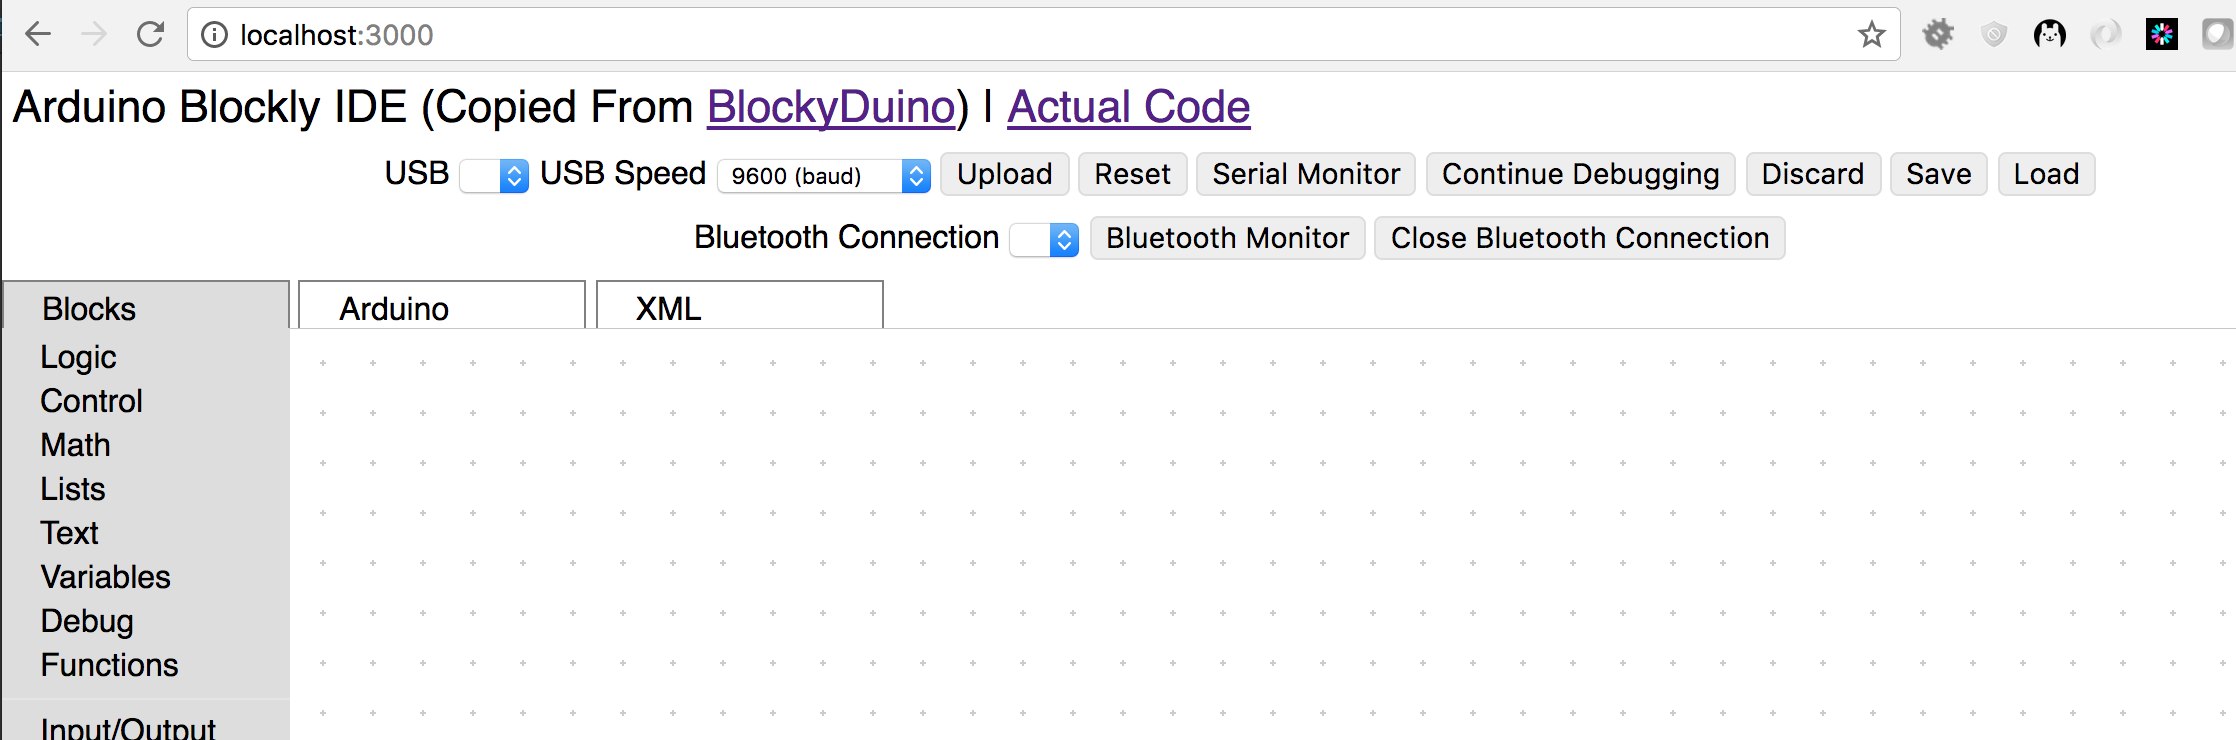 localhost:3000
Arduino Blockly IDE (Copied From BlockyDuino) | Actual Code
USB USB Speed 9600 (baud) Upload Reset Serial Monitor Continue Debugging Discard Save Load
Bluetooth Connection Bluetooth Monitor Close Bluetooth Connection
Blocks Arduino XML
Logic
Control
Math
Lists
Text
Variables
Debug
Functions
Input/Output